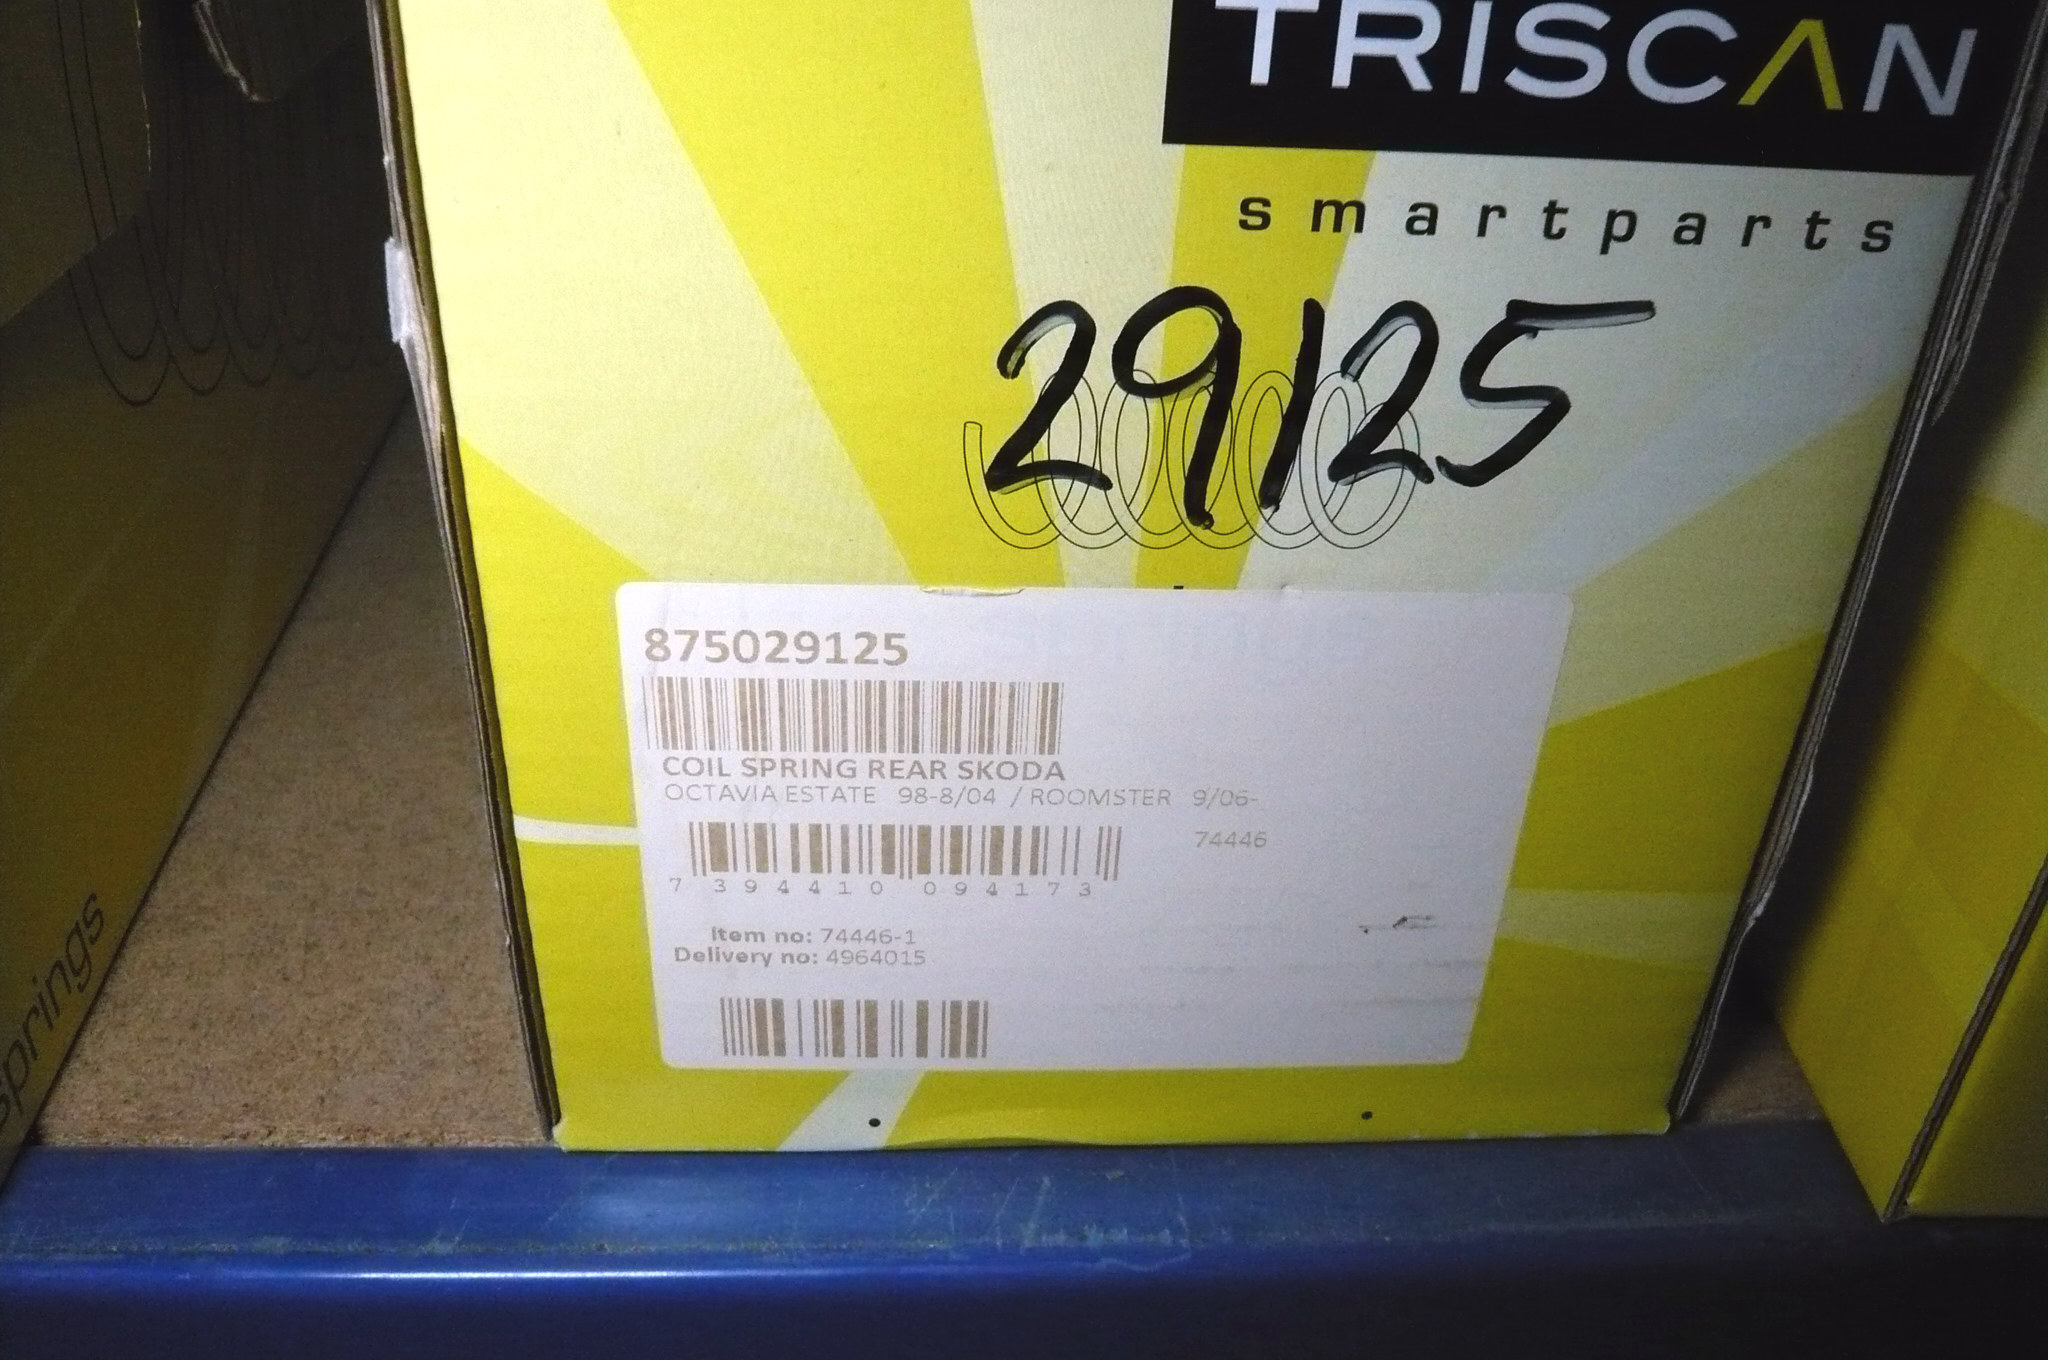 TRISCAN
smartparts
29125
875029125
COIL SPRING REAR SKODA
OCTAVIA ESTATE 98-8/04 / ROOMSTER 9/06-
74446
7 394410 094173
Item no: 74446-1
Delivery no: 4964015
springs